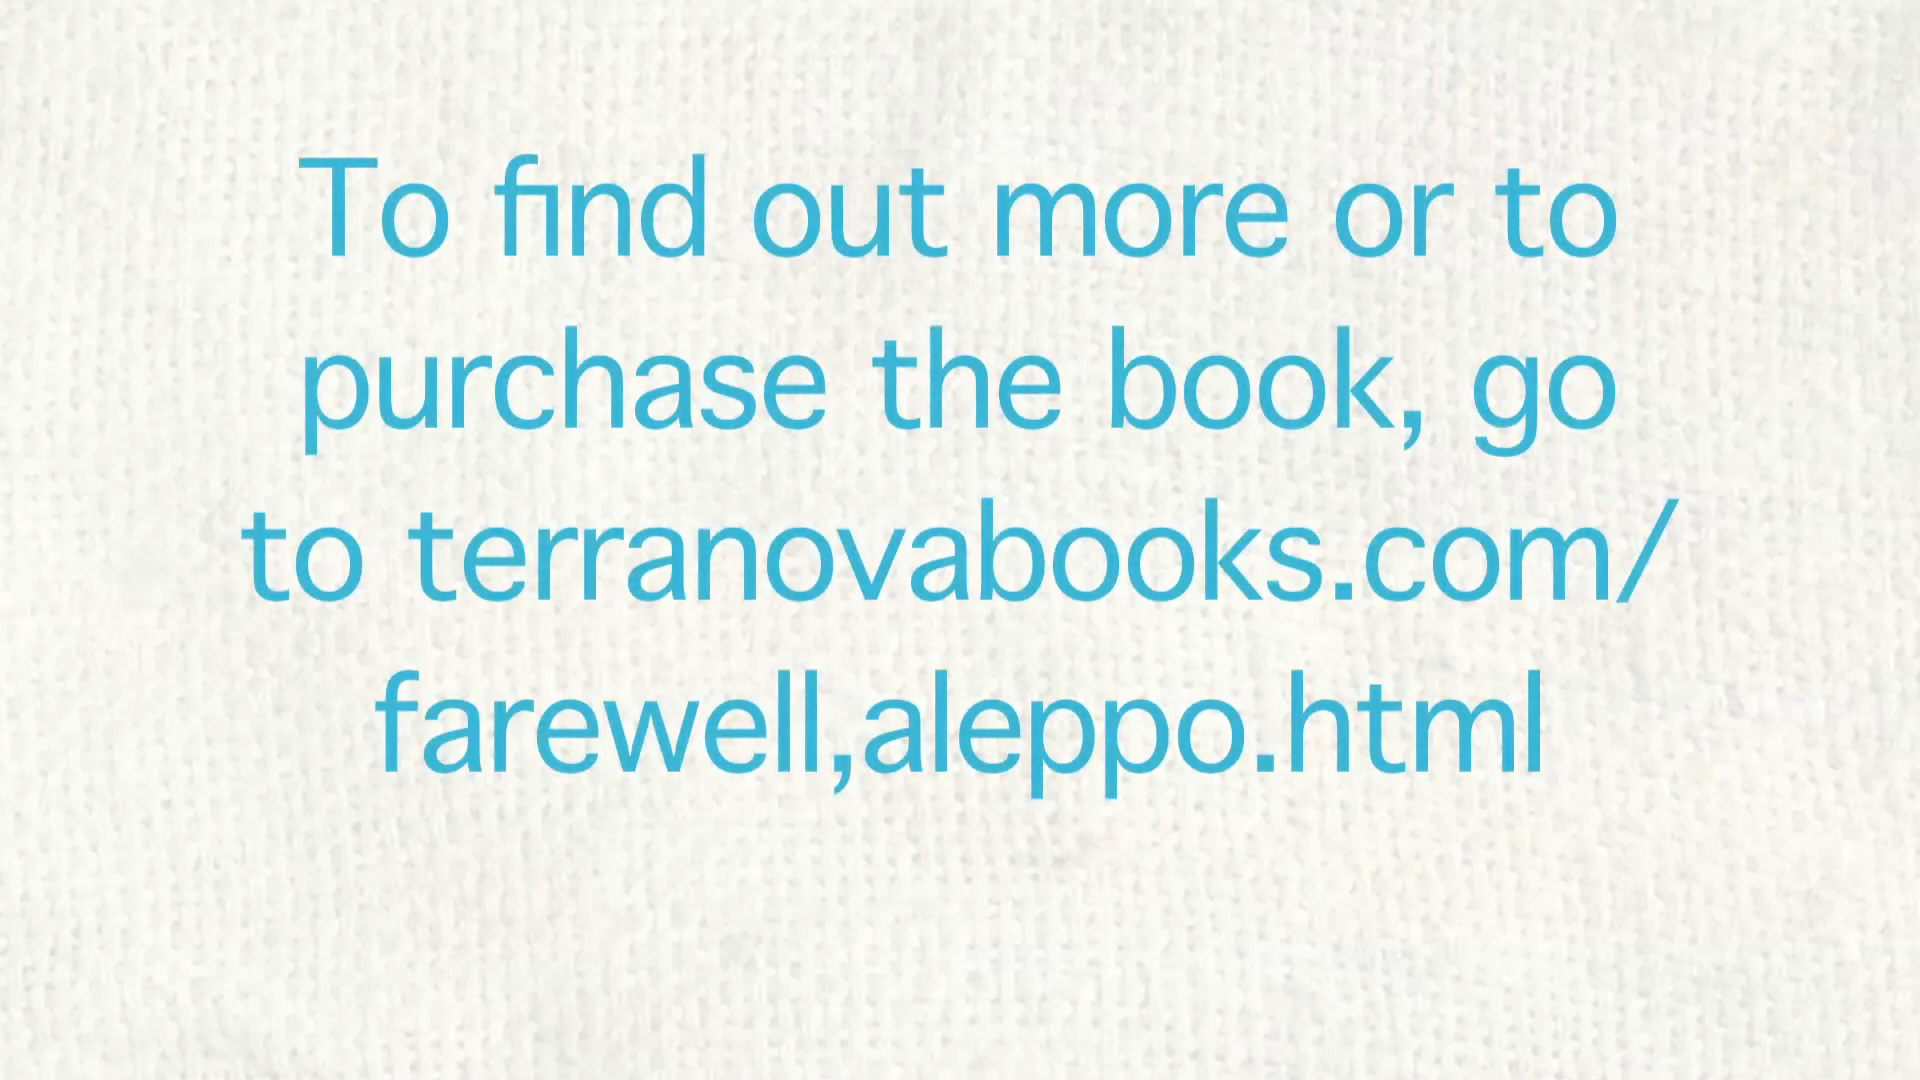 To find out more or to
purchase the book, go
to terranovabooks.com/
farewell,aleppo.html